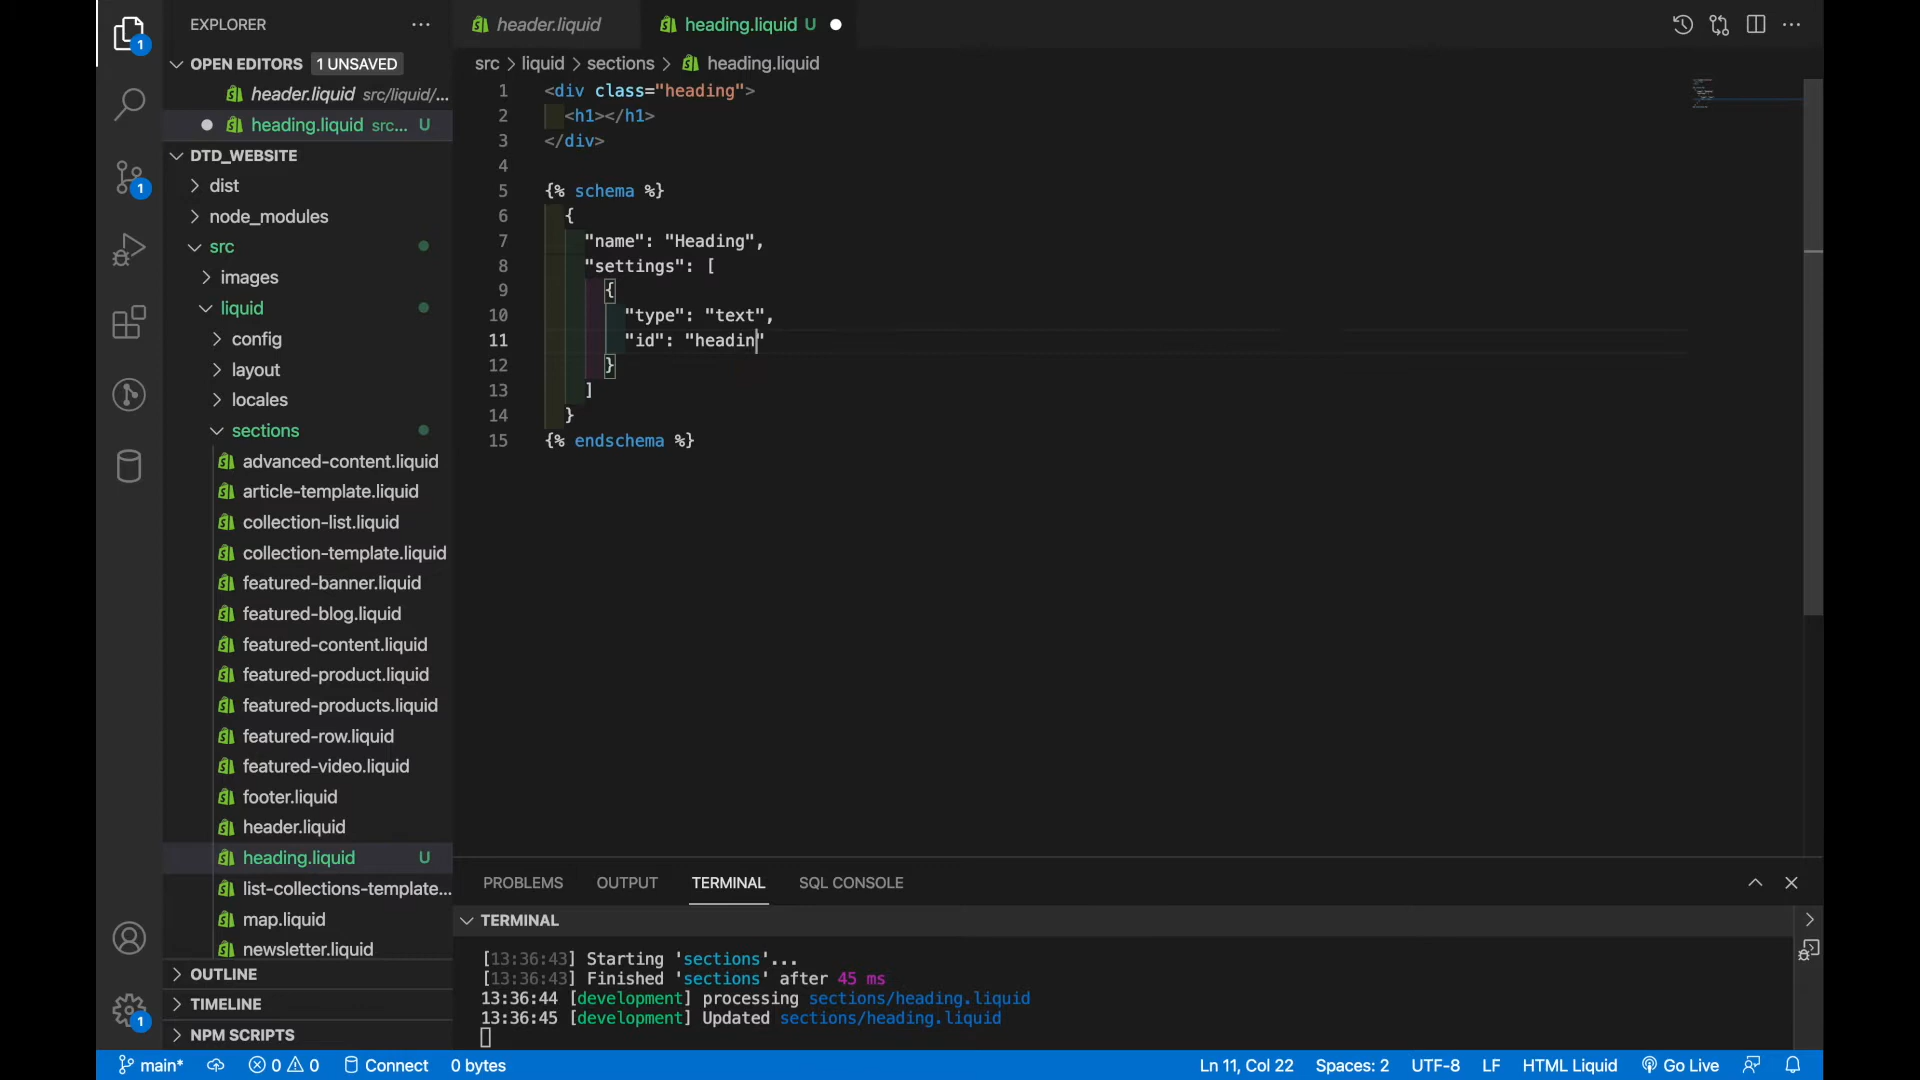 EXPLORER
OPEN EDITORS 1 UNSAVED
header.liquid src/liquid/...
heading.liquid src... U
DTD_WEBSITE
dist
node_modules
src
images
liquid
config
layout
locales
sections
advanced-content.liquid
article-template.liquid
collection-list.liquid
collection-template.liquid
featured-banner.liquid
featured-blog.liquid
featured-content.liquid
featured-product.liquid
featured-products.liquid
featured-row.liquid
featured-video.liquid
footer.liquid
header.liquid
heading.liquid U
list-collections-template...
map.liquid
newsletter.liquid
OUTLINE
TIMELINE
NPM SCRIPTS
1
1
1
header.liquid
heading.liquid U
src > liquid > sections > heading.liquid
1 <div class="heading">
2 <h1></h1>
3 </div>
4
5 {% schema %}
6 {
7 "name": "Heading",
8 "settings": [
9 {
10 "type": "text",
11 "id": "headin"
12 }
13 ]
14 }
15 {% endschema %}
PROBLEMS OUTPUT TERMINAL SQL CONSOLE
TERMINAL
[13:36:43] Starting 'sections'...
[13:36:43] Finished 'sections' after 45 ms
13:36:44 [development] processing sections/heading.liquid
13:36:45 [development] Updated sections/heading.liquid
main* 0 0 Connect 0 bytes Ln 11, Col 22 Spaces: 2 UTF-8 LF HTML Liquid Go Live